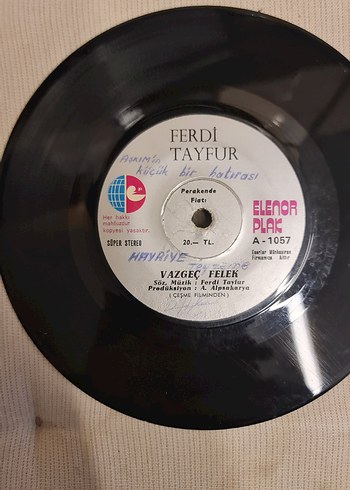 FERDİ
TAYFUR
Aşkımın
küçük bir hatırası
Perakende
Fiatı
Her hakkı
mahfuzdur
kopyesi yasaktır.
ELENOR
PLAK
A - 1057
SÜPER STEREO
20.— TL.
HAYRİYE
VAZGEÇ FELEK
Söz, Müzik : Ferdi Tayfur
Prodüksiyon : A. Alpsakarya
( ÇEŞME FİLMİNDEN )